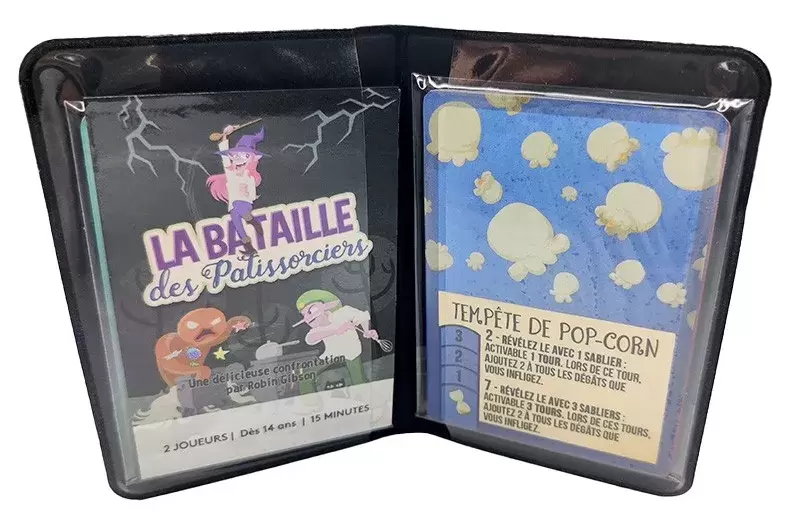 LA BATAILLE
des Patissorciers
Une délicieuse confrontation
par Robin Gibson
2 JOUEURS | Dès 14 ans | 15 MINUTES
TEMPÊTE DE POP-CORN
3
2
1
2 - RÉVÉLEZ LE AVEC 1 SABLIER :
ACTIVABLE 1 TOUR. LORS DE CE TOUR,
AJOUTEZ 2 À TOUS LES DÉGÂTS QUE
VOUS INFLIGEZ.
7 - RÉVÉLEZ LE AVEC 3 SABLIERS :
ACTIVABLE 3 TOURS. LORS DE CES TOURS,
AJOUTEZ 2 À TOUS LES DÉGÂTS QUE
VOUS INFLIGEZ.